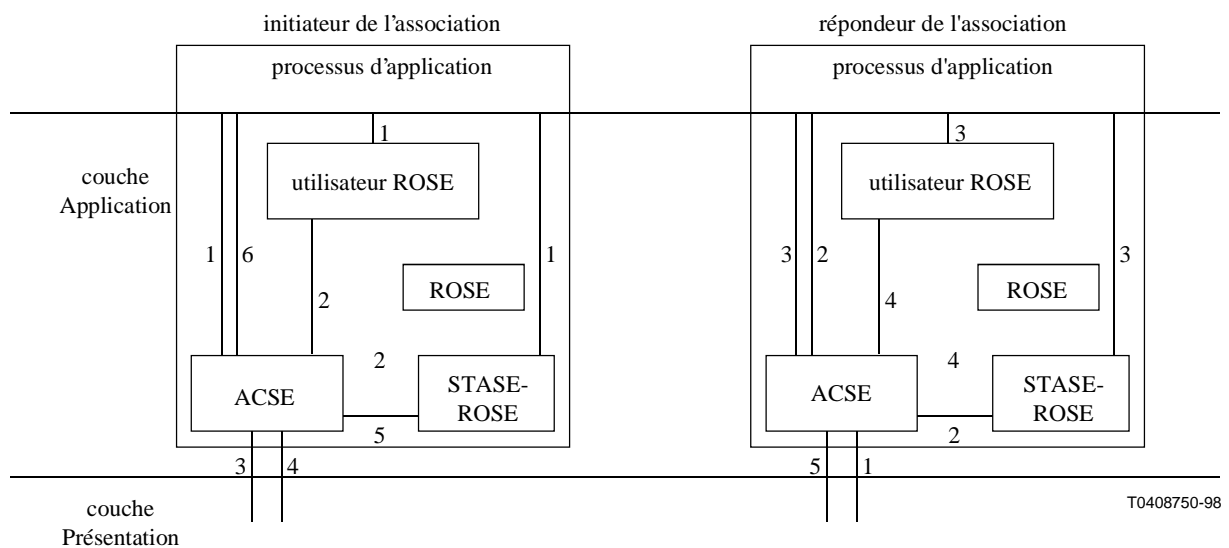 initiateur de l’association
répondeur de l'association
processus d’application
processus d'application
1
3
utilisateur ROSE
utilisateur ROSE
couche
Application
1
6
1
3
2
3
ROSE
ROSE
2
4
2
4
ACSE
STASE-
ROSE
ACSE
STASE-
ROSE
5
2
3
4
5
1
couche
Présentation
T0408750-98